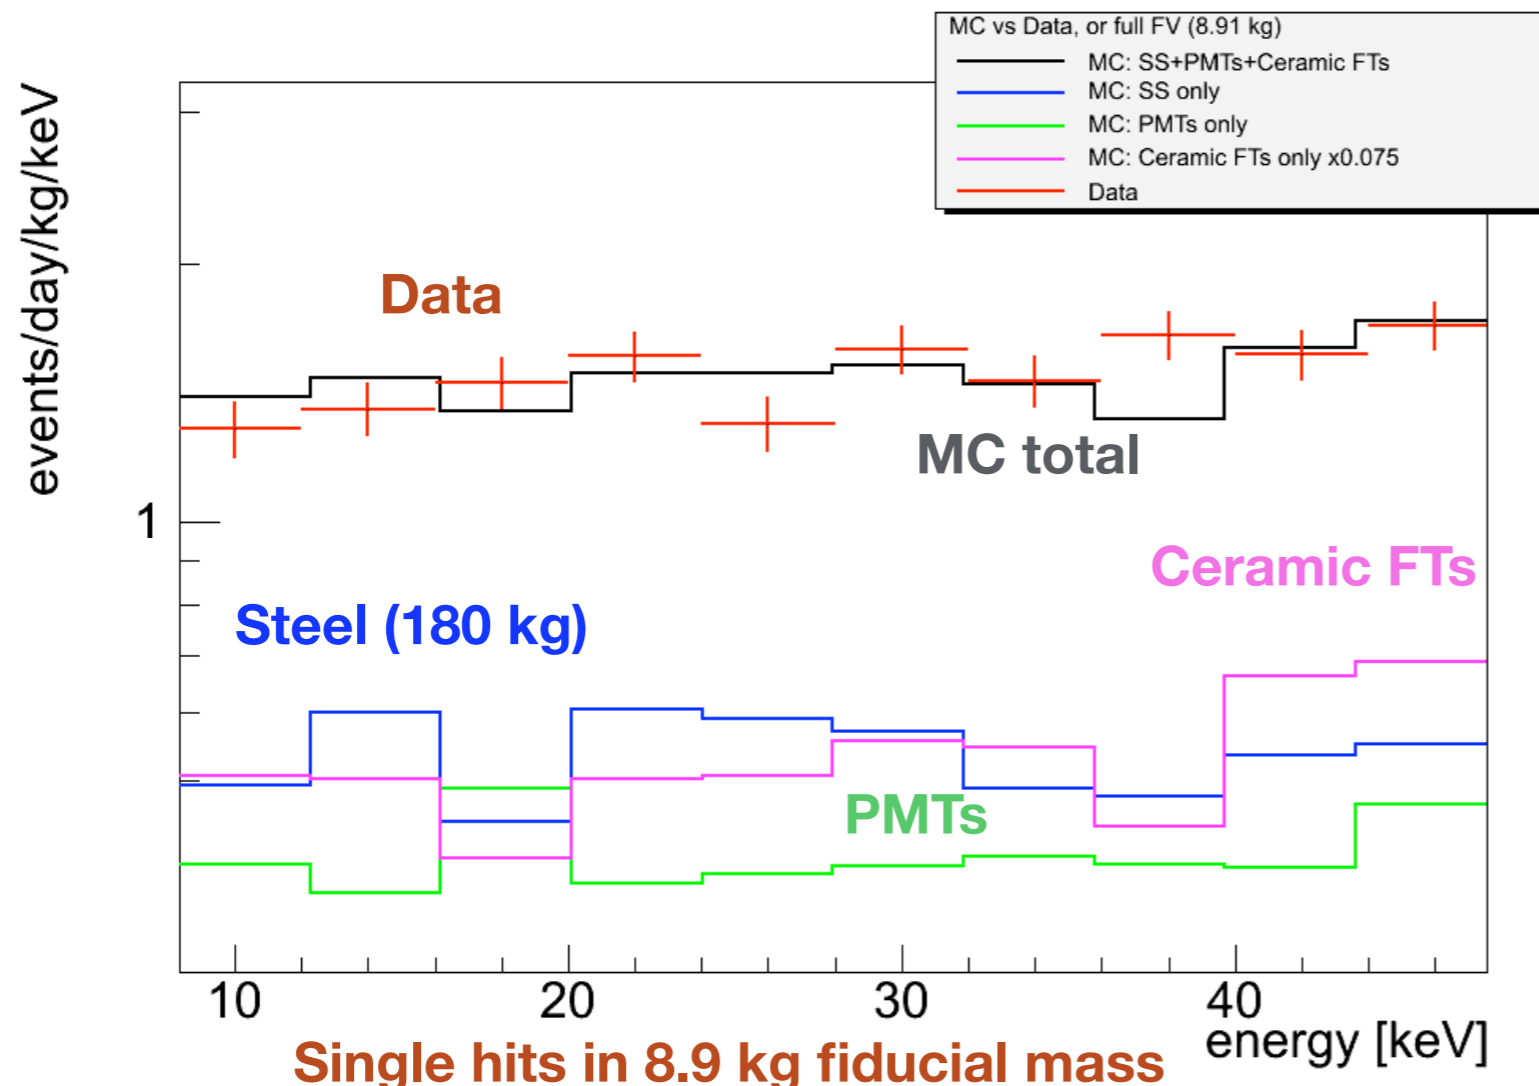 MC vs Data, or full FV (8.91 kg)
MC: SS+PMTs+Ceramic FTs
MC: SS only
MC: PMTs only
MC: Ceramic FTs only x0.075
Data
events/day/kg/keV
Data
MC total
1
Ceramic FTs
Steel (180 kg)
PMTs
10 20 30 40
energy [keV]
Single hits in 8.9 kg fiducial mass